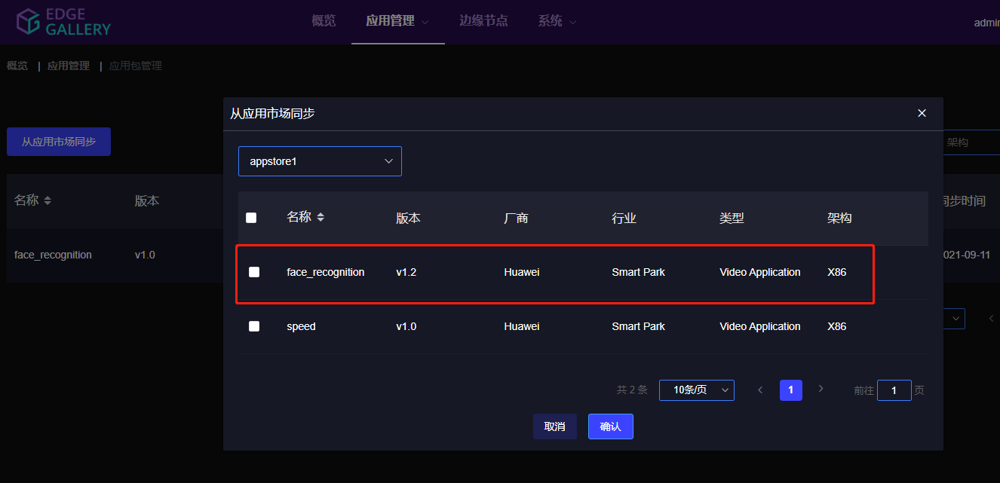 EDGE
GALLERY
概览 应用管理 边缘节点 系统
概览 | 应用管理 | 应用包管理
从应用市场同步
从应用市场同步
appstore1
架构
名称 版本
步时间
名称 版本 厂商 行业 类型 架构
face_recognition v1.0
021-09-11
face_recognition v1.2 Huawei Smart Park Video Application X86
speed v1.0 Huawei Smart Park Video Application X86
共 2 条 10条/页 1 前往 1 页
取消 确认